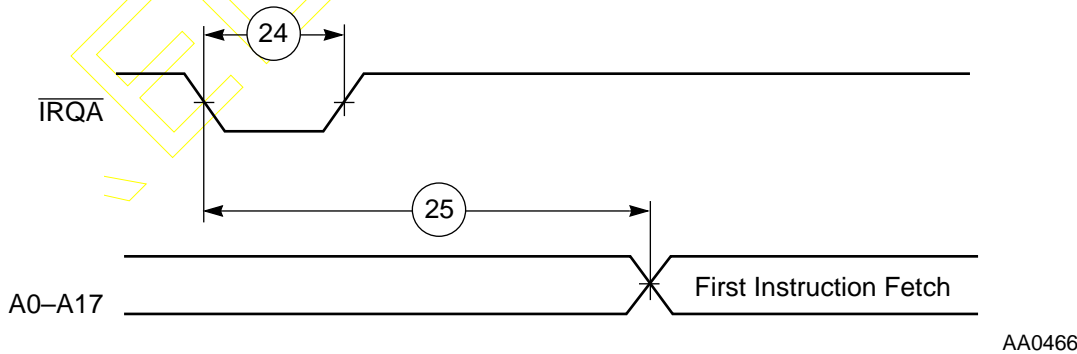 24
IRQA
25
A0–A17
First Instruction Fetch
AA0466